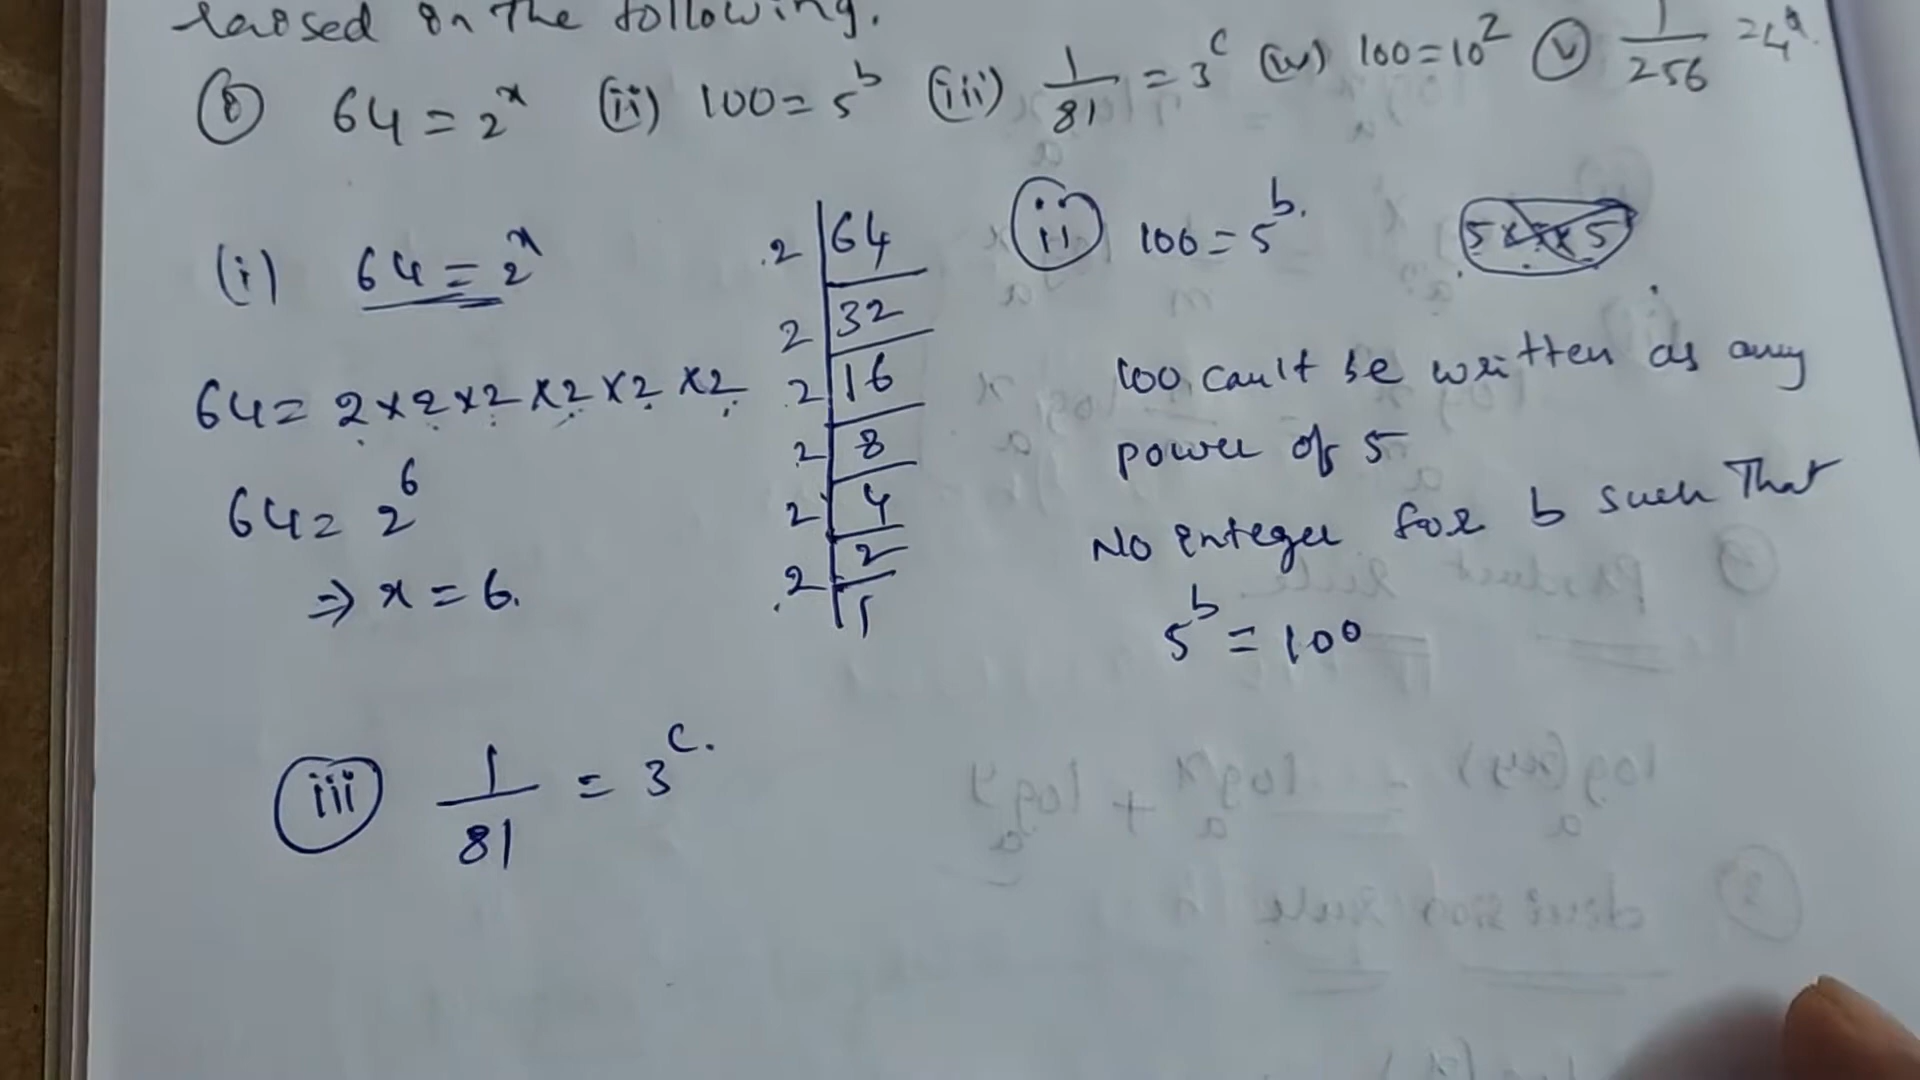 raised in the following.
(i) 64 = 2^x (ii) 100 = 5^b (iii) 1/81 = 3^c (iv) 100 = 10^2 (v) 1/256 = 4^a.
(i) 64 = 2^x
64 = 2 × 2 × 2 × 2 × 2 × 2
64 = 2^6
⇒ x = 6.
2 | 64
2 | 32
2 | 16
2 | 8
2 | 4
2 | 2
1
(ii) 100 = 5^b.
100 can't be written as any
power of 5
No integer for b such that
5^b = 100
(iii) 1/81 = 3^c.